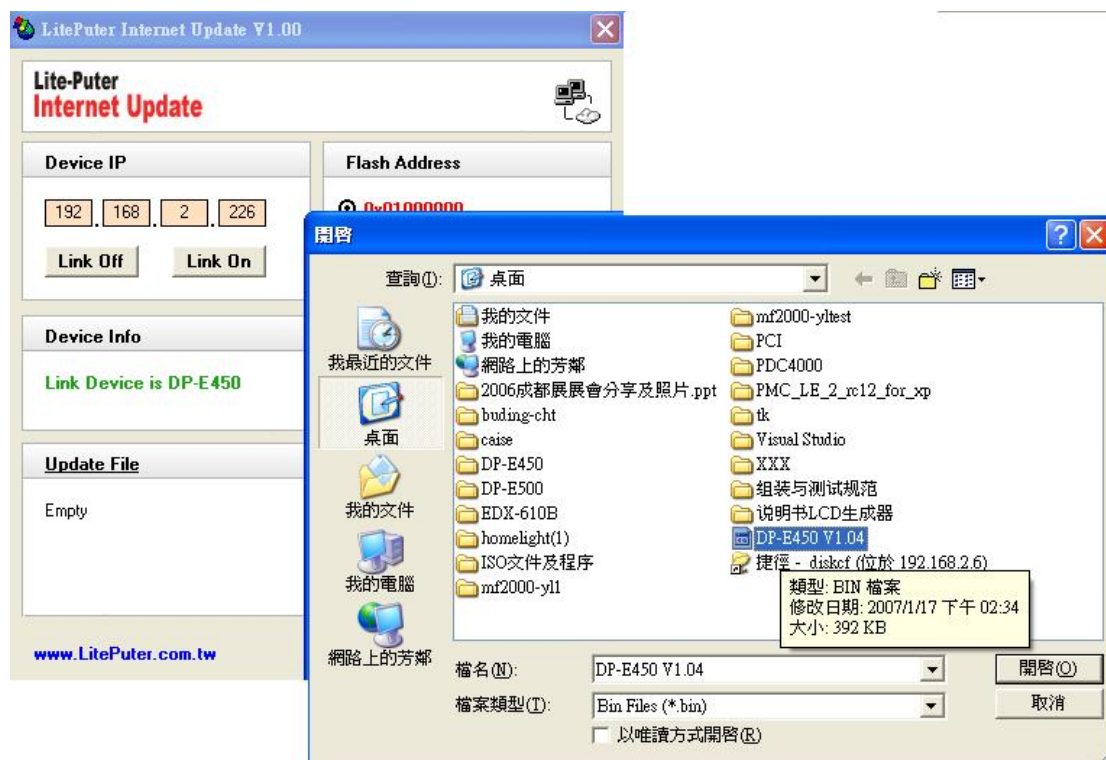 LitePuter Internet Update V1.00
Lite-Puter
Internet Update
Device IP
192 . 168 . 2 . 226
Link Off Link On
Flash Address
0x01000000
Device Info
Link Device is DP-E450
Update File
Empty
www.LitePuter.com.tw
開啓
查詢(I):
桌面
我最近的文件
桌面
我的文件
我的電腦
網路上的芳鄰
我的文件
我的電腦
網路上的芳鄰
2006成都展展會分享及照片.ppt
buding-cht
caise
DP-E450
DP-E500
EDX-610B
homelight(1)
ISO文件及程序
mf2000-yl1
mf2000-yltest
PCI
PDC4000
PMC_LE_2_rc12_for_xp
tk
Visual Studio
XXX
组装与测试规范
说明书LCD生成器
DP-E450 V1.04
捷徑 - diskcf (位於 192.168.2.6)
類型: BIN 檔案
修改日期: 2007/1/17 下午 02:34
大小: 392 KB
檔名(N): DP-E450 V1.04 開啓(O)
檔案類型(T): Bin Files (*.bin) 取消
以唯讀方式開啓(R)